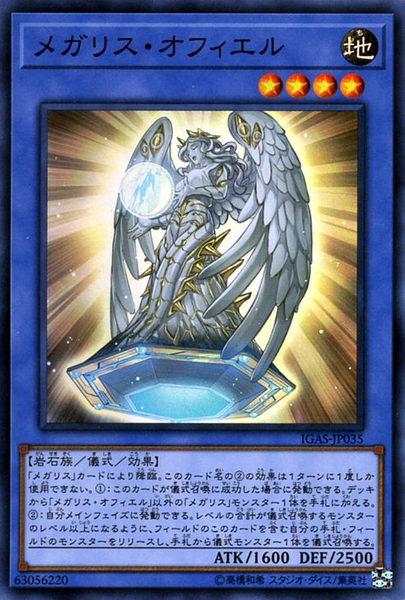 メガリス・オフィエル
地
IGAS-JP035
【岩石族/儀式/効果】
「メガリス」カードにより降臨。このカード名の②の効果は1ターンに1度しか
使用できない。①:このカードが儀式召喚に成功した場合に発動できる。デッキ
から「メガリス・オフィエル」以外の「メガリス」モンスター1体を手札に加える。
②:自分メインフェイズに発動できる。レベルの合計が儀式召喚するモンスター
のレベル以上になるように、フィールドのこのカードを含む自分の手札・フィー
ルドのモンスターをリリースし、手札から「メガリス」儀式モンスター1体を儀式召喚する。
ATK/1600 DEF/2500
63056220
©高橋和希 スタジオ・ダイス/集英社